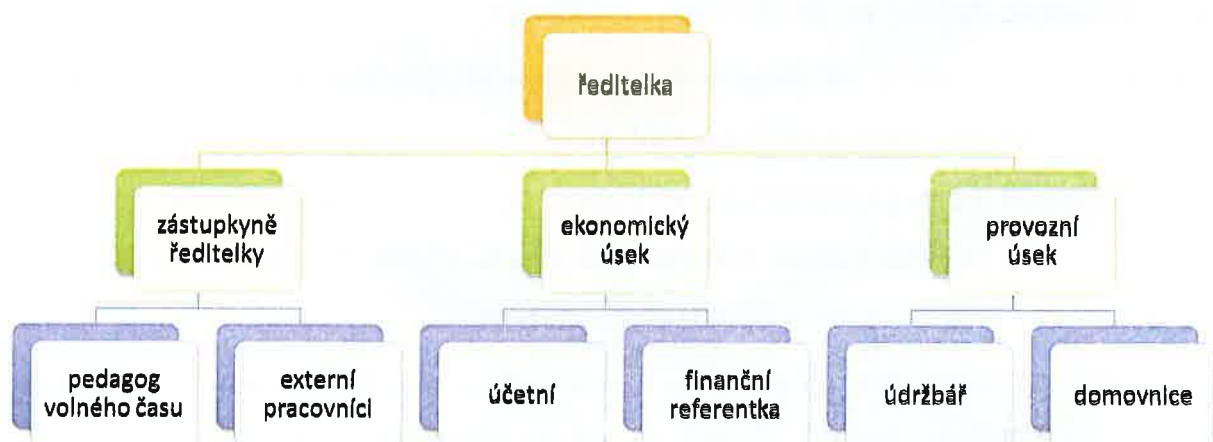 ředitelka
zástupkyně
ředitelky
ekonomický
úsek
provozní
úsek
pedagog
volného času
externí
pracovníci
účetní
finanční
referentka
údržbář
domovnice